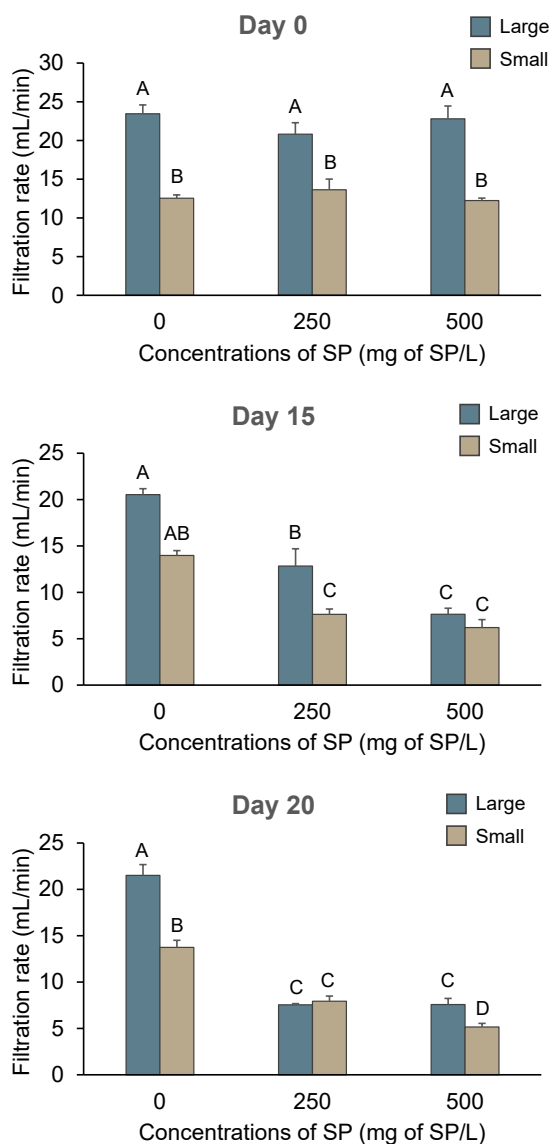 Day 0
Large
Small
Filtration rate (mL/min)
30
25
20
15
10
5
0
A
B
A
B
A
B
0
250
500
Concentrations of SP (mg of SP/L)
Day 15
Large
Small
Filtration rate (mL/min)
25
20
15
10
5
0
A
AB
B
C
C
C
0
250
500
Concentrations of SP (mg of SP/L)
Day 20
Large
Small
Filtration rate (mL/min)
25
20
15
10
5
0
A
B
C
C
C
D
0
250
500
Concentrations of SP (mg of SP/L)